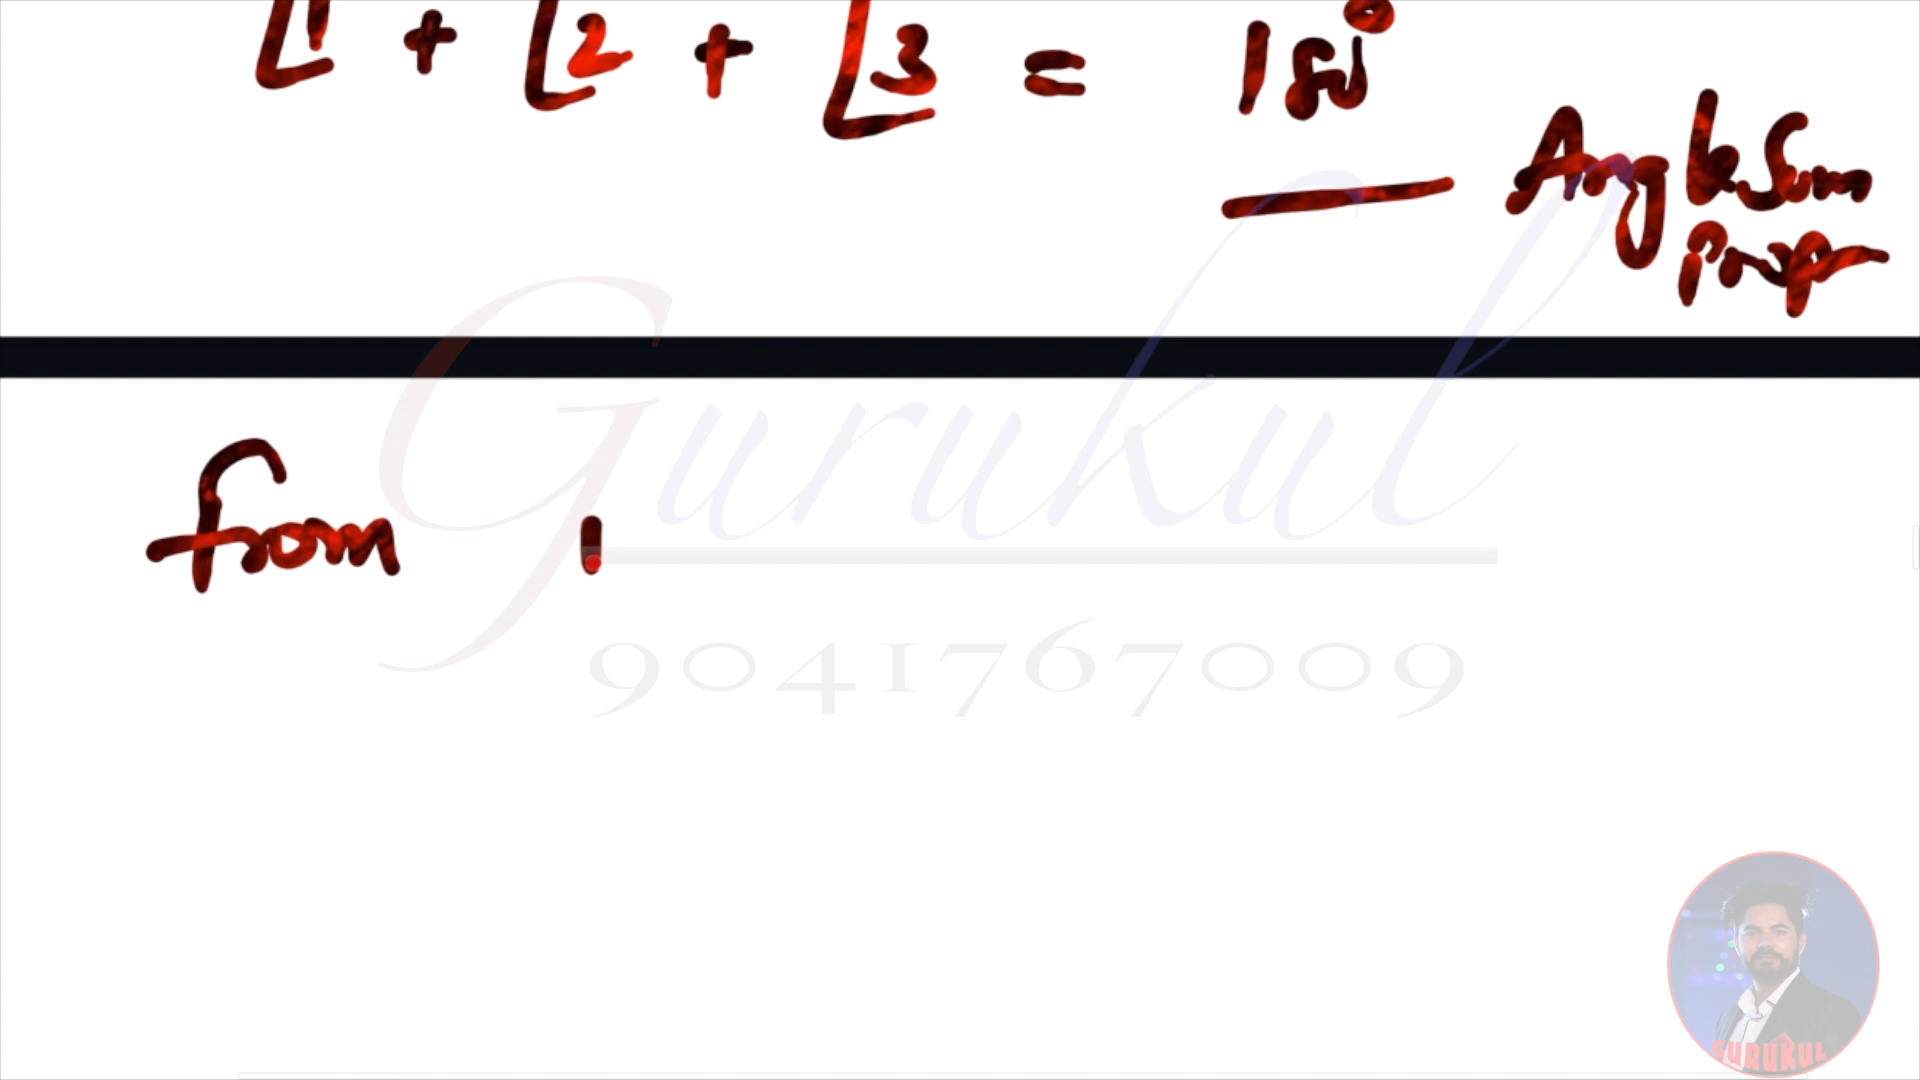 ∠1 + ∠2 + ∠3 = 180°
— Angle Sum
prop
Gurukul
from 1
9041767009
GURUKUL